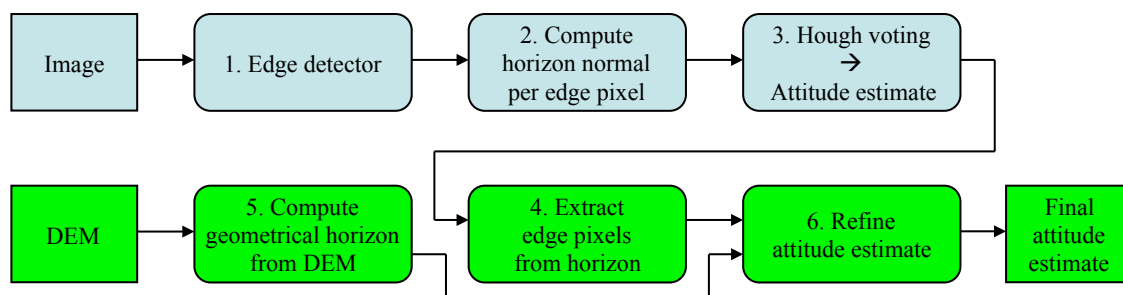 Image
1. Edge detector
2. Compute
horizon normal
per edge pixel
3. Hough voting
→
Attitude estimate
DEM
5. Compute
geometrical horizon
from DEM
4. Extract
edge pixels
from horizon
6. Refine
attitude estimate
Final
attitude
estimate